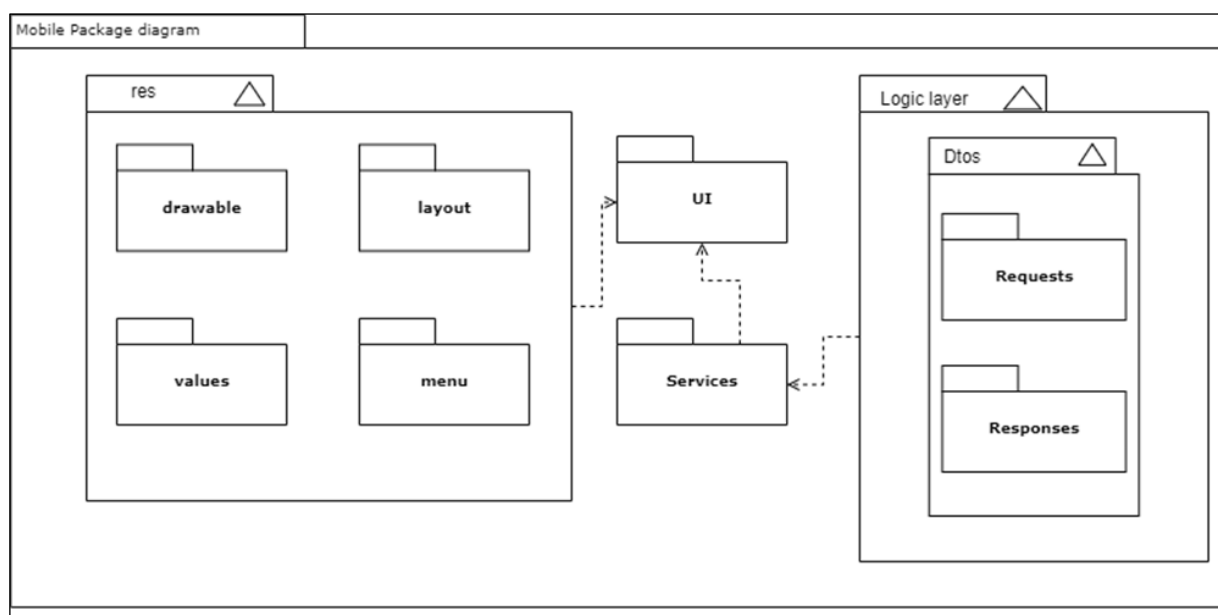 Mobile Package diagram
res
drawable
layout
values
menu
UI
Services
Logic layer
Dtos
Requests
Responses